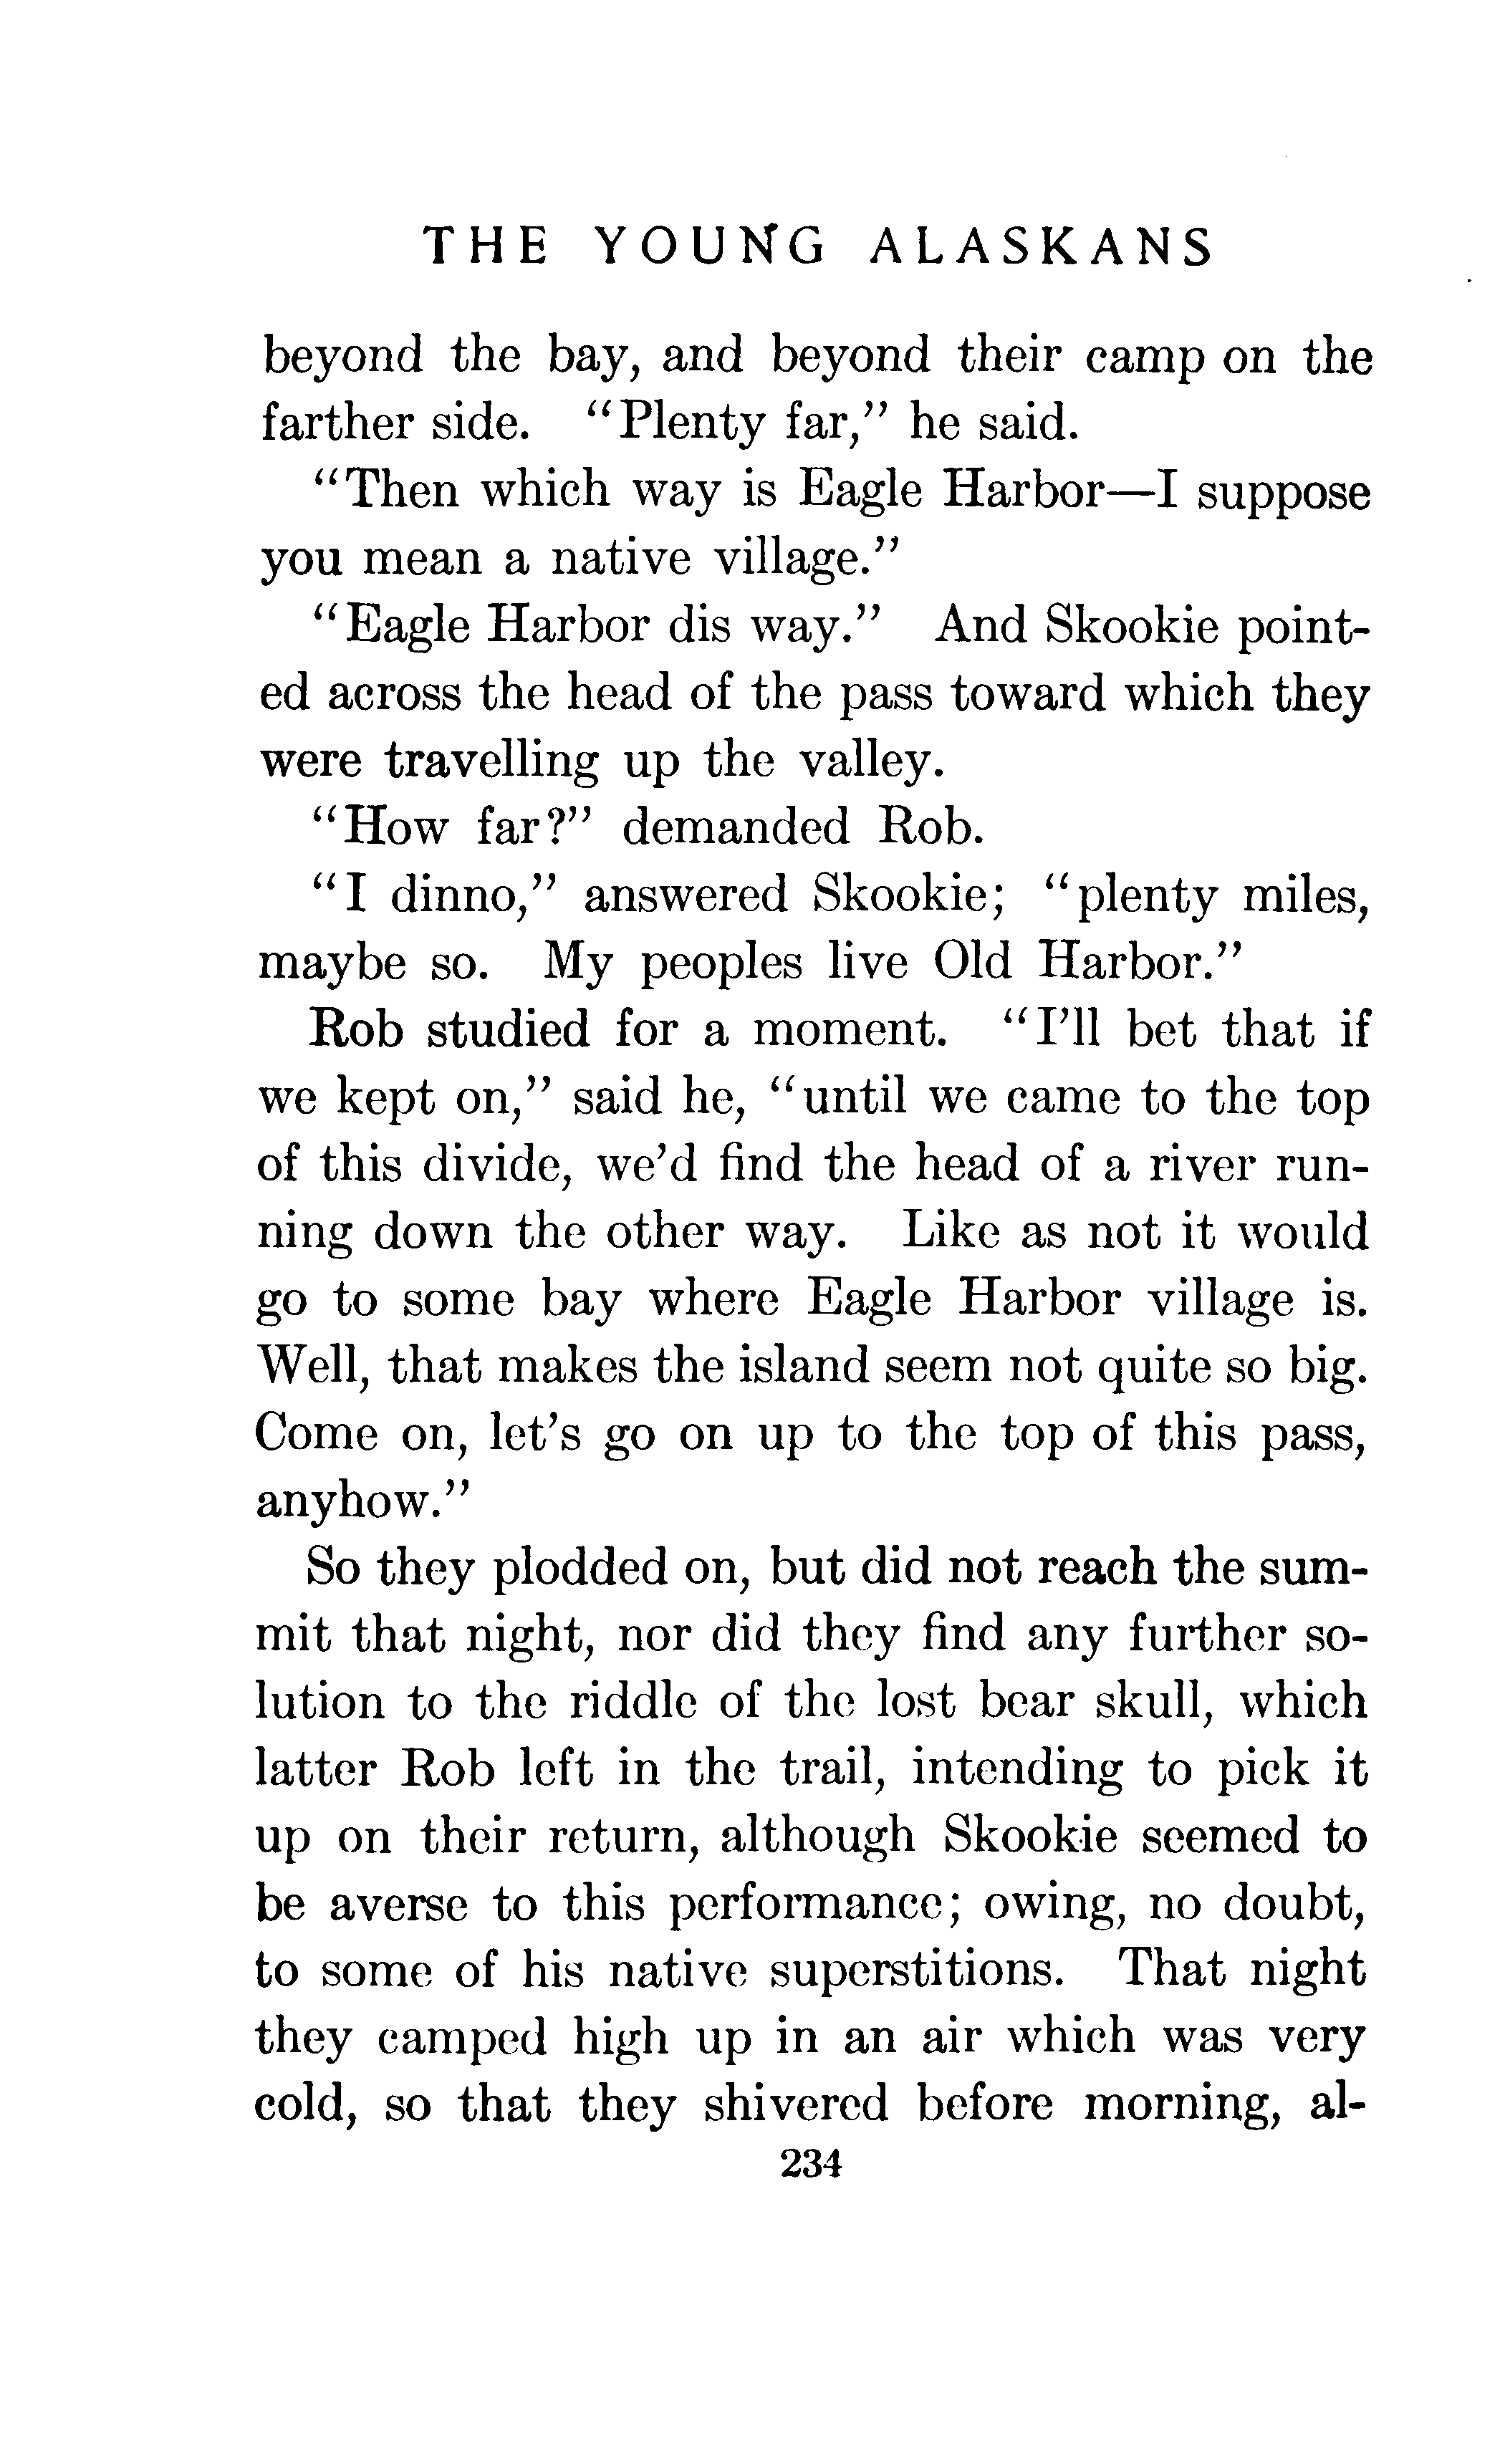 THE YOUNG ALASKANS
beyond the bay, and beyond their camp on the
farther side. "Plenty far," he said.
"Then which way is Eagle Harbor—I suppose
you mean a native village."
"Eagle Harbor dis way." And Skookie point-
ed across the head of the pass toward which they
were travelling up the valley.
"How far?" demanded Rob.
"I dinno," answered Skookie; "plenty miles,
maybe so. My peoples live Old Harbor."
Rob studied for a moment. "I'll bet that if
we kept on," said he, "until we came to the top
of this divide, we'd find the head of a river run-
ning down the other way. Like as not it would
go to some bay where Eagle Harbor village is.
Well, that makes the island seem not quite so big.
Come on, let's go on up to the top of this pass,
anyhow."
So they plodded on, but did not reach the sum-
mit that night, nor did they find any further so-
lution to the riddle of the lost bear skull, which
latter Rob left in the trail, intending to pick it
up on their return, although Skookie seemed to
be averse to this performance; owing, no doubt,
to some of his native superstitions. That night
they camped high up in an air which was very
cold, so that they shivered before morning, al-
234